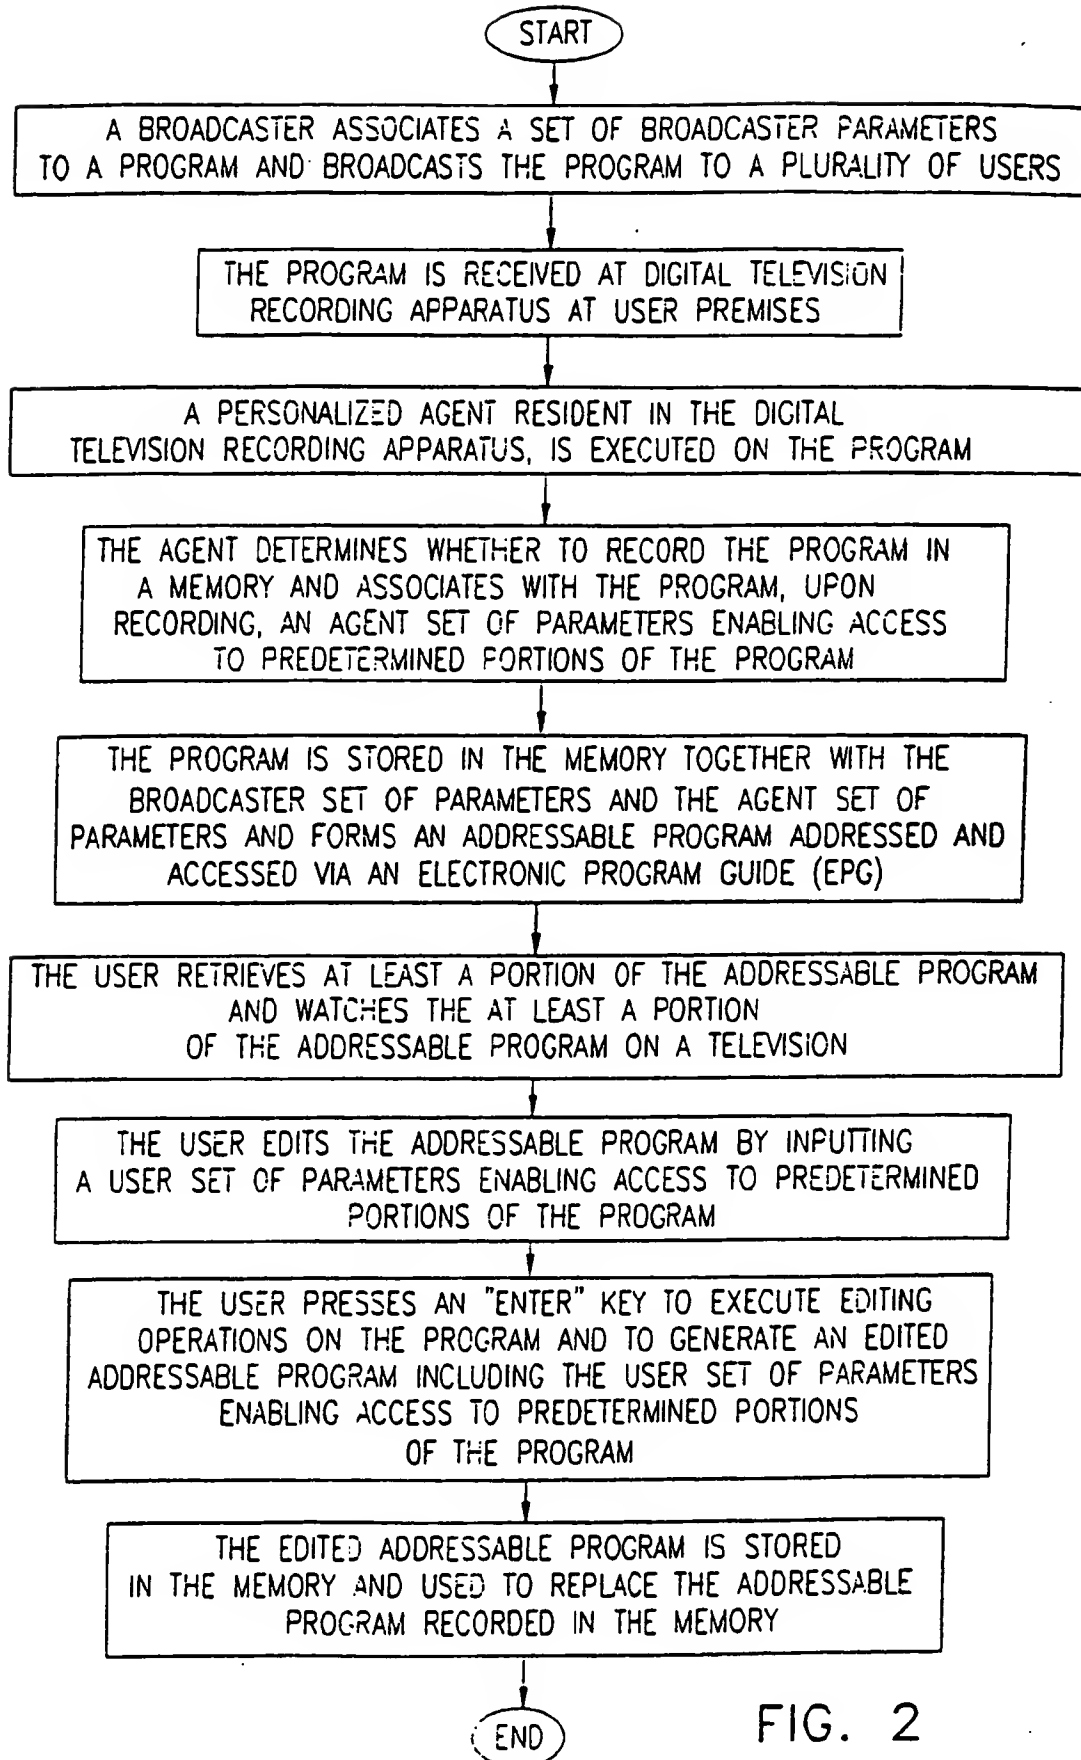 START
A BROADCASTER ASSOCIATES A SET OF BROADCASTER PARAMETERS
TO A PROGRAM AND BROADCASTS THE PROGRAM TO A PLURALITY OF USERS
THE PROGRAM IS RECEIVED AT DIGITAL TELEVISION
RECORDING APPARATUS AT USER PREMISES
A PERSONALIZED AGENT RESIDENT IN THE DIGITAL
TELEVISION RECORDING APPARATUS, IS EXECUTED ON THE PROGRAM
THE AGENT DETERMINES WHETHER TO RECORD THE PROGRAM IN
A MEMORY AND ASSOCIATES WITH THE PROGRAM, UPON
RECORDING, AN AGENT SET OF PARAMETERS ENABLING ACCESS
TO PREDETERMINED PORTIONS OF THE PROGRAM
THE PROGRAM IS STORED IN THE MEMORY TOGETHER WITH THE
BROADCASTER SET OF PARAMETERS AND THE AGENT SET OF
PARAMETERS AND FORMS AN ADDRESSABLE PROGRAM ADDRESSED AND
ACCESSED VIA AN ELECTRONIC PROGRAM GUIDE (EPG)
THE USER RETRIEVES AT LEAST A PORTION OF THE ADDRESSABLE PROGRAM
AND WATCHES THE AT LEAST A PORTION
OF THE ADDRESSABLE PROGRAM ON A TELEVISION
THE USER EDITS THE ADDRESSABLE PROGRAM BY INPUTTING
A USER SET OF PARAMETERS ENABLING ACCESS TO PREDETERMINED
PORTIONS OF THE PROGRAM
THE USER PRESSES AN "ENTER" KEY TO EXECUTE EDITING
OPERATIONS ON THE PROGRAM AND TO GENERATE AN EDITED
ADDRESSABLE PROGRAM INCLUDING THE USER SET OF PARAMETERS
ENABLING ACCESS TO PREDETERMINED PORTIONS
OF THE PROGRAM
THE EDITED ADDRESSABLE PROGRAM IS STORED
IN THE MEMORY AND USED TO REPLACE THE ADDRESSABLE
PROGRAM RECORDED IN THE MEMORY
END
FIG. 2